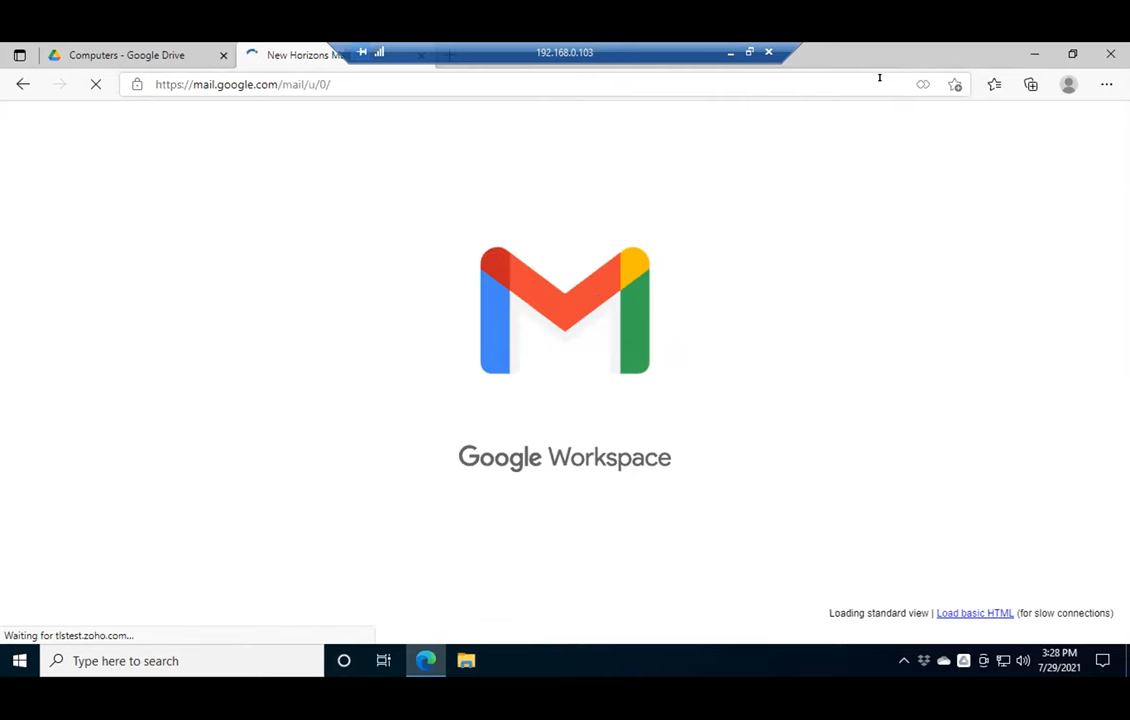 Computers - Google Drive
New Horizons Ma
192.168.0.103
https://mail.google.com/mail/u/0/
Google Workspace
Loading standard view | Load basic HTML (for slow connections)
Waiting for tlstest.zoho.com...
Type here to search
3:28 PM
7/29/2021